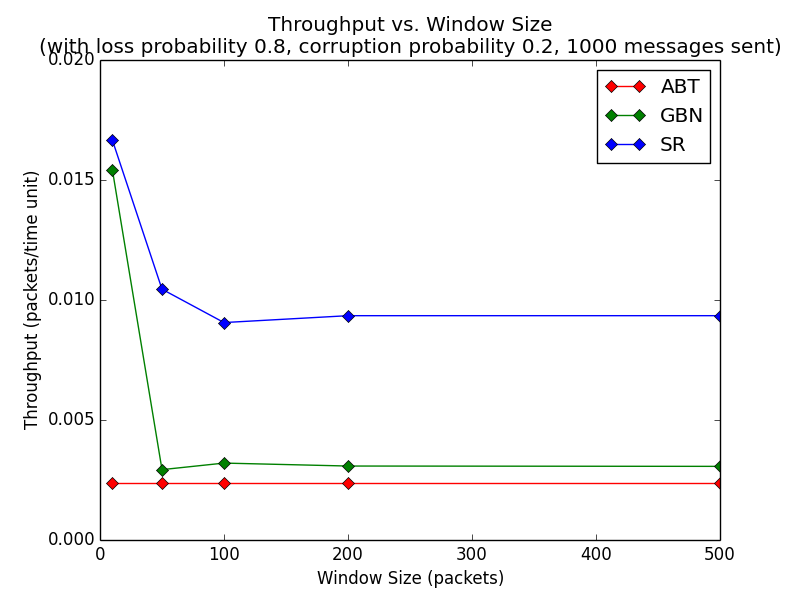 Throughput vs. Window Size
(with loss probability 0.8, corruption probability 0.2, 1000 messages sent)
ABT
GBN
SR
Throughput (packets/time unit)
0.020
0.015
0.010
0.005
0.000
0 100 200 300 400 500
Window Size (packets)